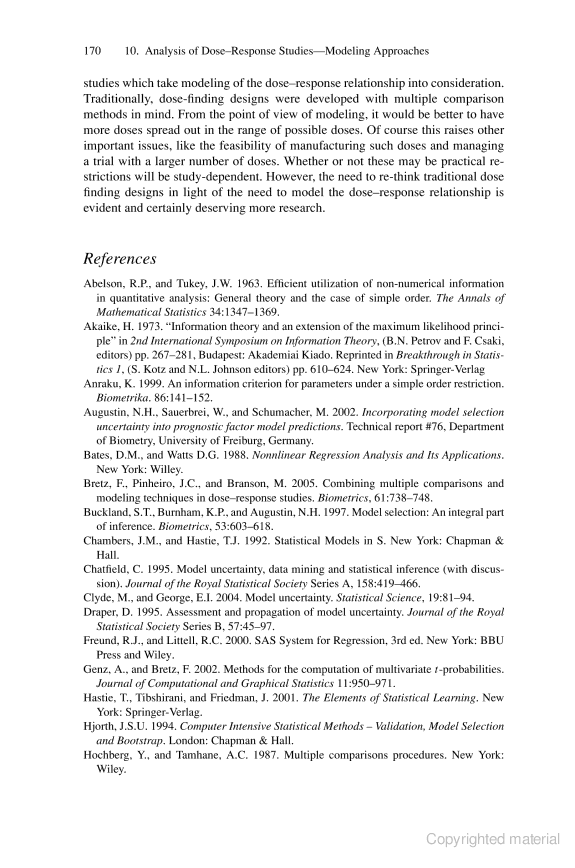 170 10. Analysis of Dose–Response Studies—Modeling Approaches
studies which take modeling of the dose–response relationship into consideration.
Traditionally, dose-finding designs were developed with multiple comparison
methods in mind. From the point of view of modeling, it would be better to have
more doses spread out in the range of possible doses. Of course this raises other
important issues, like the feasibility of manufacturing such doses and managing
a trial with a larger number of doses. Whether or not these may be practical re-
strictions will be study-dependent. However, the need to re-think traditional dose
finding designs in light of the need to model the dose–response relationship is
evident and certainly deserving more research.
References
Abelson, R.P., and Tukey, J.W. 1963. Efficient utilization of non-numerical information
in quantitative analysis: General theory and the case of simple order. The Annals of
Mathematical Statistics 34:1347–1369.
Akaike, H. 1973. “Information theory and an extension of the maximum likelihood princi-
ple” in 2nd International Symposium on Information Theory, (B.N. Petrov and F. Csaki,
editors) pp. 267–281, Budapest: Akademiai Kiado. Reprinted in Breakthrough in Statis-
tics 1, (S. Kotz and N.L. Johnson editors) pp. 610–624. New York: Springer-Verlag
Anraku, K. 1999. An information criterion for parameters under a simple order restriction.
Biometrika. 86:141–152.
Augustin, N.H., Sauerbrei, W., and Schumacher, M. 2002. Incorporating model selection
uncertainty into prognostic factor model predictions. Technical report #76, Department
of Biometry, University of Freiburg, Germany.
Bates, D.M., and Watts D.G. 1988. Nonnlinear Regression Analysis and Its Applications.
New York: Willey.
Bretz, F., Pinheiro, J.C., and Branson, M. 2005. Combining multiple comparisons and
modeling techniques in dose–response studies. Biometrics, 61:738–748.
Buckland, S.T., Burnham, K.P., and Augustin, N.H. 1997. Model selection: An integral part
of inference. Biometrics, 53:603–618.
Chambers, J.M., and Hastie, T.J. 1992. Statistical Models in S. New York: Chapman &
Hall.
Chatfield, C. 1995. Model uncertainty, data mining and statistical inference (with discus-
sion). Journal of the Royal Statistical Society Series A, 158:419–466.
Clyde, M., and George, E.I. 2004. Model uncertainty. Statistical Science, 19:81–94.
Draper, D. 1995. Assessment and propagation of model uncertainty. Journal of the Royal
Statistical Society Series B, 57:45–97.
Freund, R.J., and Littell, R.C. 2000. SAS System for Regression, 3rd ed. New York: BBU
Press and Wiley.
Genz, A., and Bretz, F. 2002. Methods for the computation of multivariate t-probabilities.
Journal of Computational and Graphical Statistics 11:950–971.
Hastie, T., Tibshirani, and Friedman, J. 2001. The Elements of Statistical Learning. New
York: Springer-Verlag.
Hjorth, J.S.U. 1994. Computer Intensive Statistical Methods – Validation, Model Selection
and Bootstrap. London: Chapman & Hall.
Hochberg, Y., and Tamhane, A.C. 1987. Multiple comparisons procedures. New York:
Wiley.
Copyrighted material